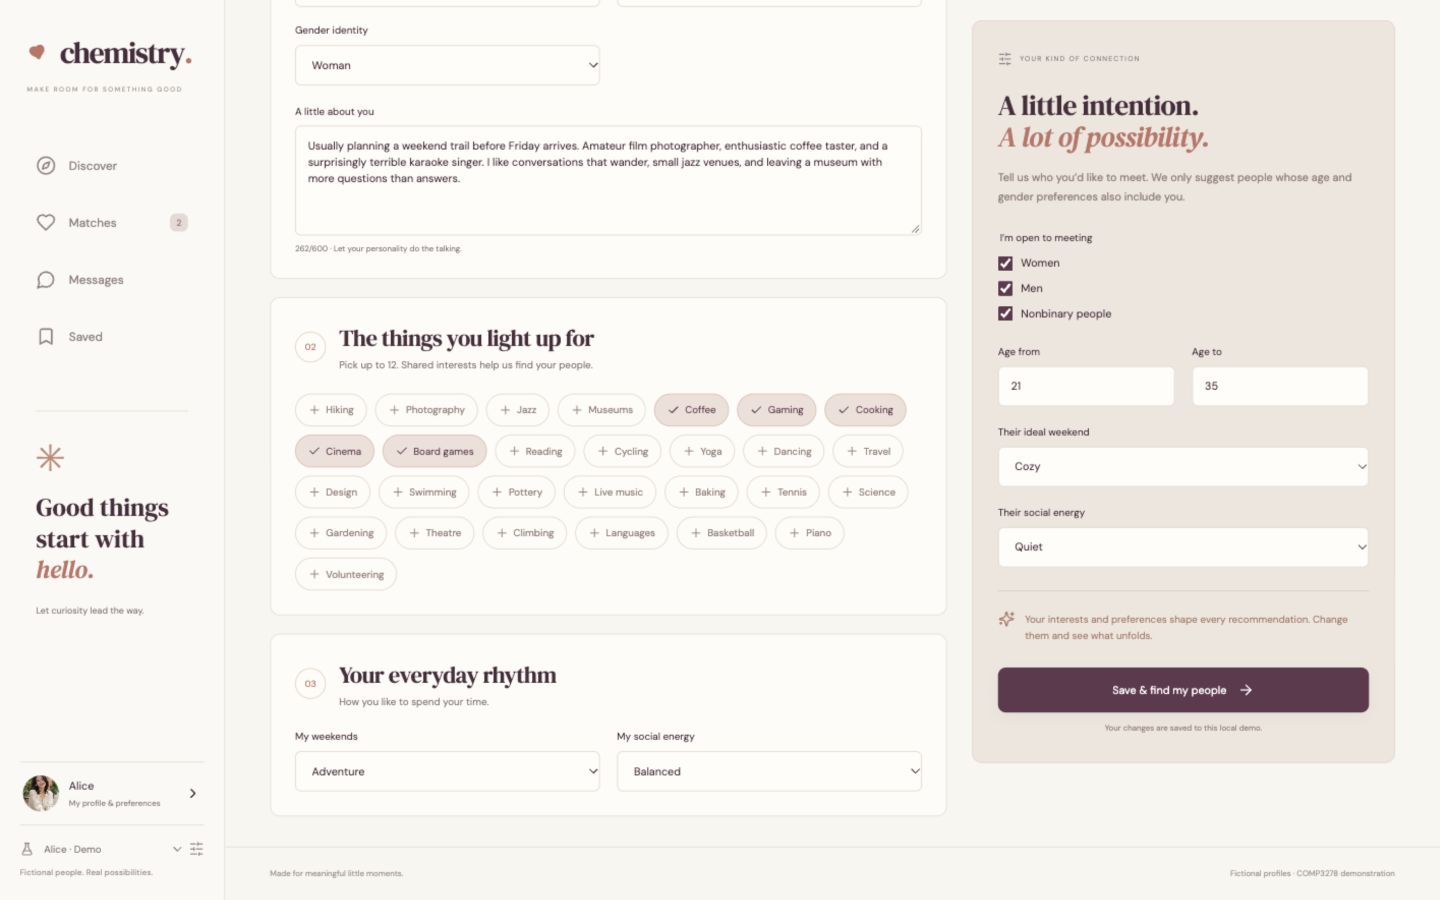 chemistry.
MAKE ROOM FOR SOMETHING GOOD
Discover
Matches
2
Messages
Saved
Good things
start with
hello.
Let curiosity lead the way.
Alice
My profile & preferences
Alice · Demo
Fictional people. Real possibilities.
Gender identity
Woman
A little about you
Usually planning a weekend trail before Friday arrives. Amateur film photographer, enthusiastic coffee taster, and a
surprisingly terrible karaoke singer. I like conversations that wander, small jazz venues, and leaving a museum with
more questions than answers.
262/600 · Let your personality do the talking.
02
The things you light up for
Pick up to 12. Shared interests help us find your people.
Hiking
Photography
Jazz
Museums
Coffee
Gaming
Cooking
Cinema
Board games
Reading
Cycling
Yoga
Dancing
Travel
Design
Swimming
Pottery
Live music
Baking
Tennis
Science
Gardening
Theatre
Climbing
Languages
Basketball
Piano
Volunteering
03
Your everyday rhythm
How you like to spend your time.
My weekends
Adventure
My social energy
Balanced
YOUR KIND OF CONNECTION
A little intention.
A lot of possibility.
Tell us who you'd like to meet. We only suggest people whose age and
gender preferences also include you.
I'm open to meeting
Women
Men
Nonbinary people
Age from
21
Age to
35
Their ideal weekend
Cozy
Their social energy
Quiet
Your interests and preferences shape every recommendation. Change
them and see what unfolds.
Save & find my people
Your changes are saved to this local demo.
Made for meaningful little moments.
Fictional profiles · COMP3278 demonstration